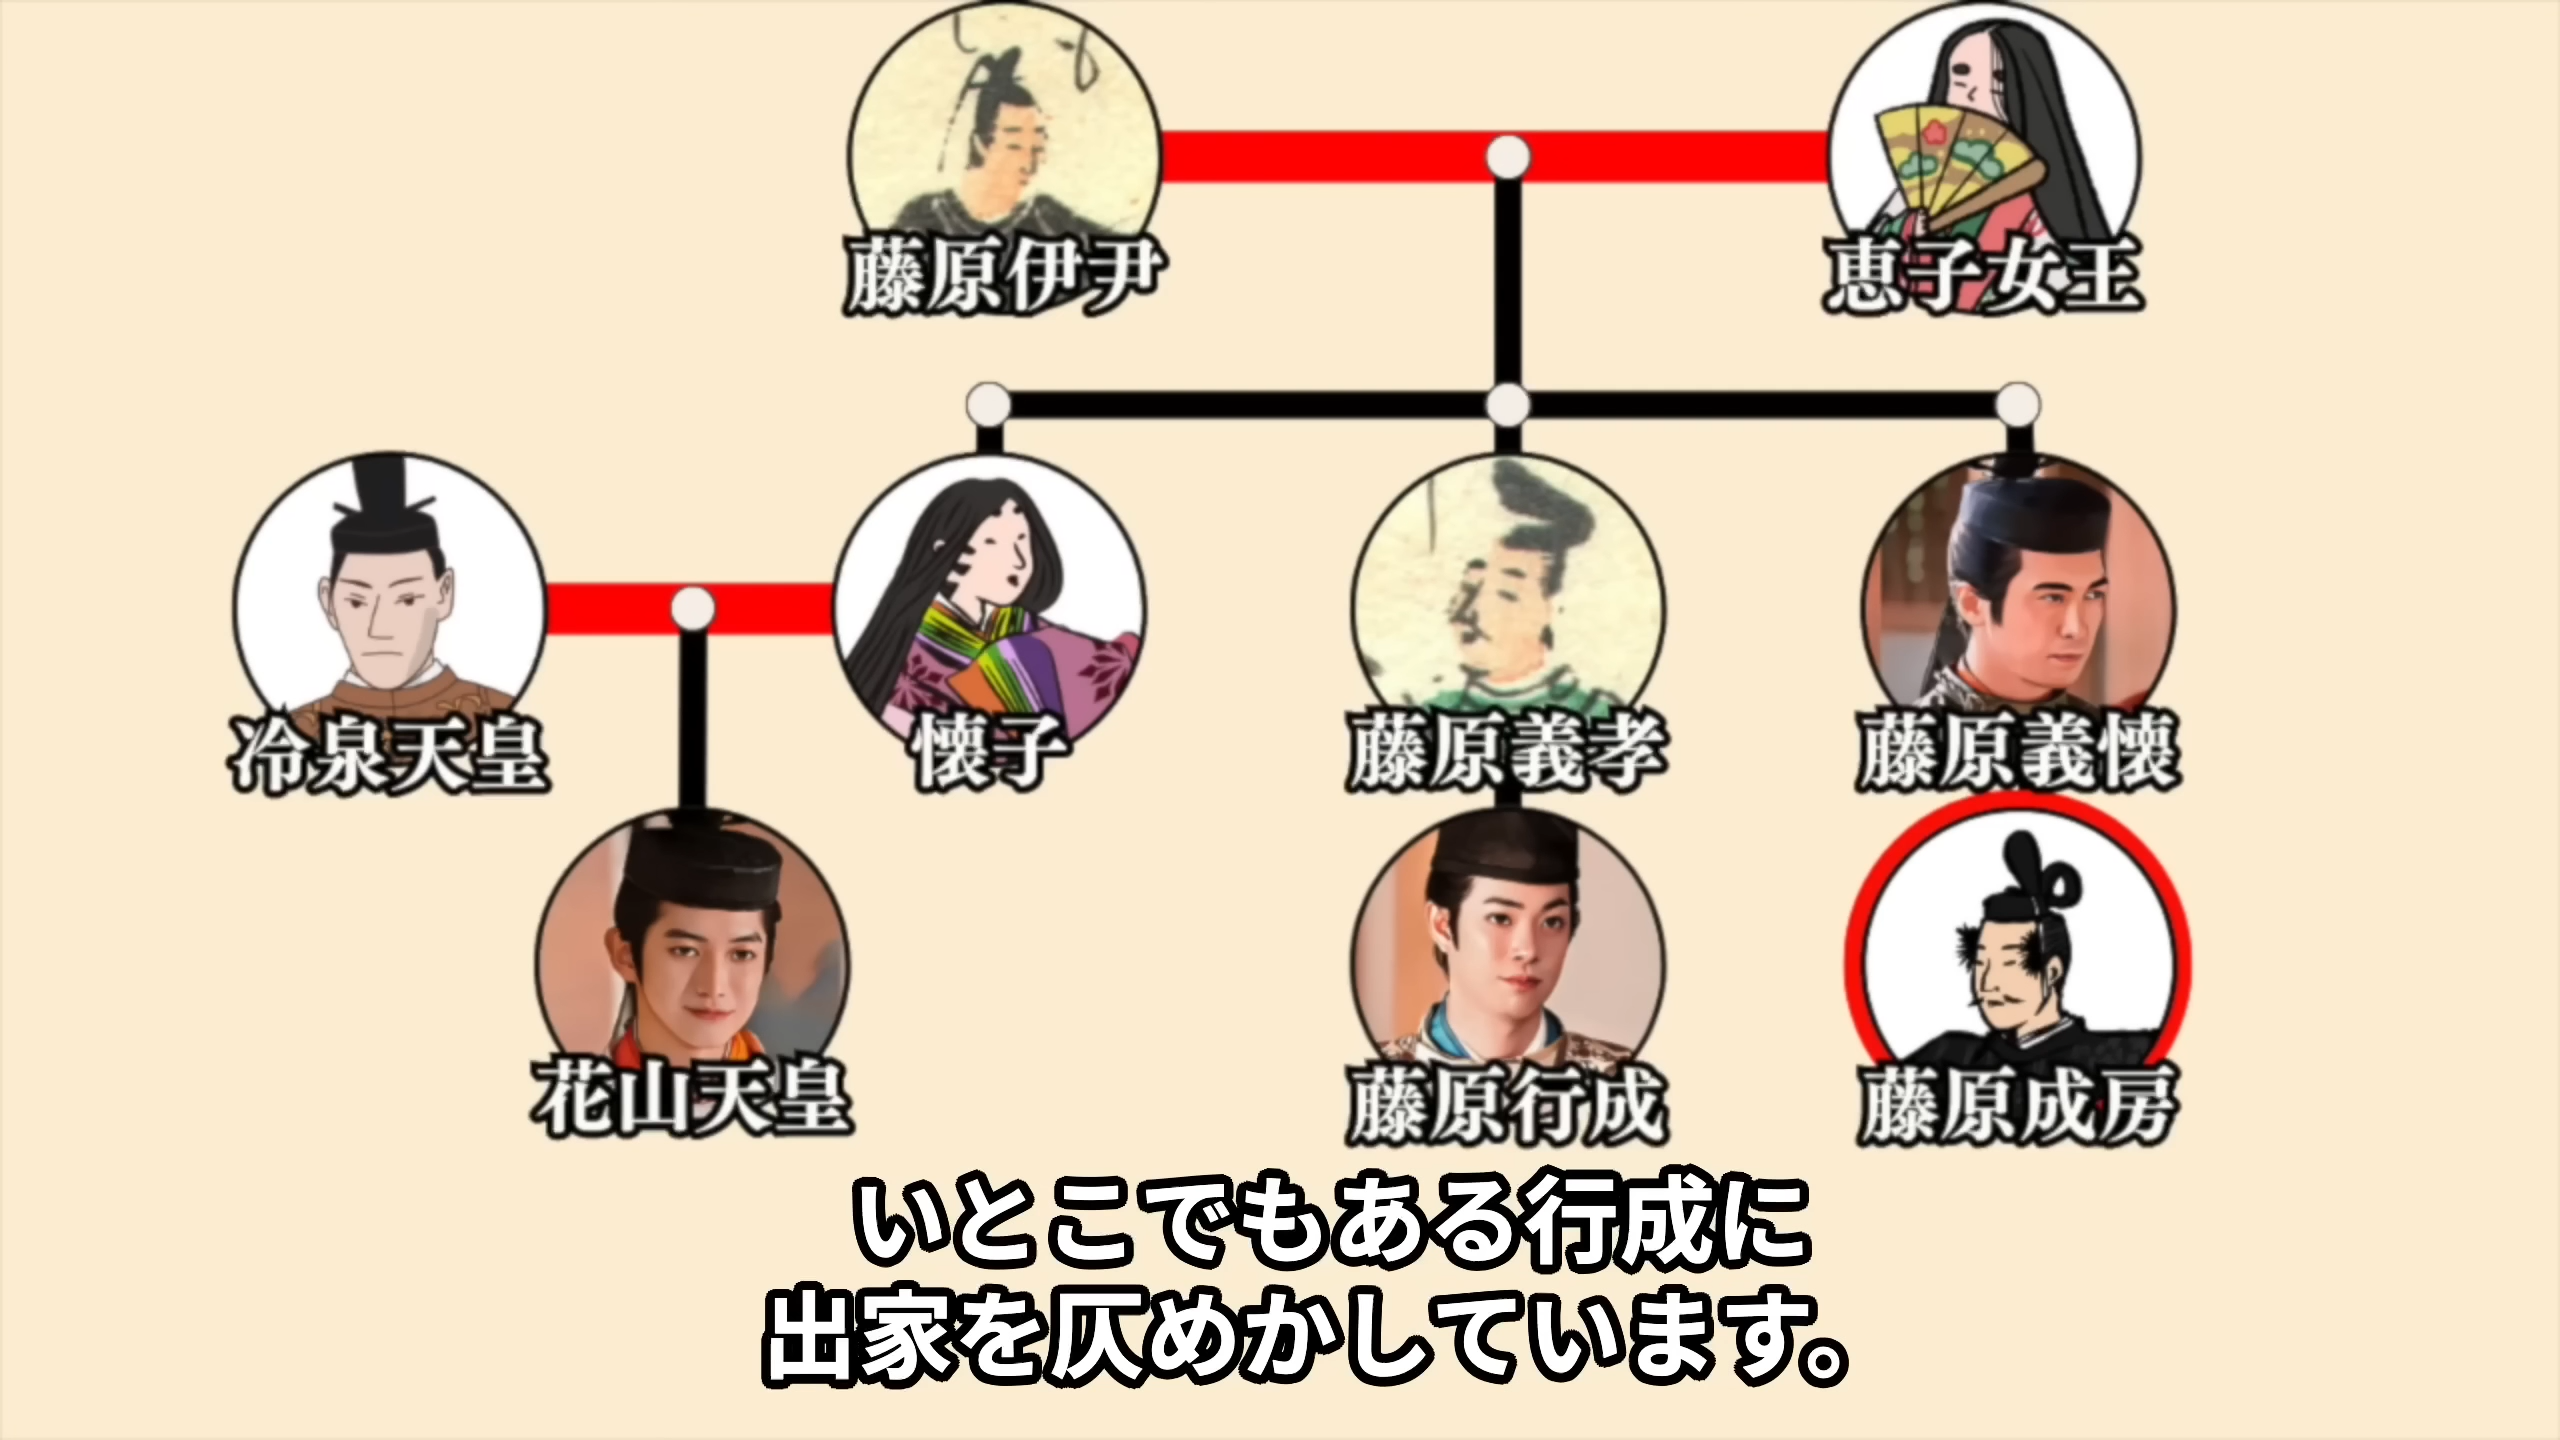 藤原伊尹
恵子女王
冷泉天皇
懐子
藤原義孝
藤原義懐
花山天皇
藤原行成
藤原成房
いとこでもある行成に
出家を仄めかしています。